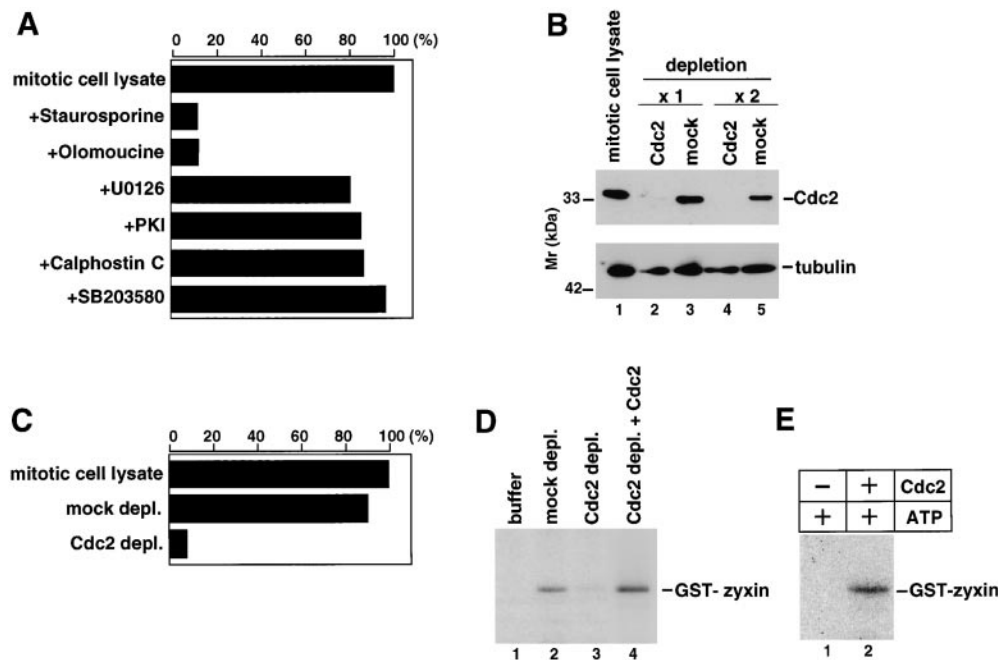 A
0 20 40 60 80 100 (%)
mitotic cell lysate
+Staurosporine
+Olomoucine
+U0126
+PKI
+Calphostin C
+SB203580
B
mitotic cell lysate
depletion
x 1 x 2
Cdc2 mock Cdc2 mock
33 Cdc2
Mr (kDa)
tubulin
42
1 2 3 4 5
C
0 20 40 60 80 100 (%)
mitotic cell lysate
mock depl.
Cdc2 depl.
D
buffer
mock depl.
Cdc2 depl.
Cdc2 depl. + Cdc2
GST- zyxin
1 2 3 4
E
− + Cdc2
+ + ATP
GST-zyxin
1 2